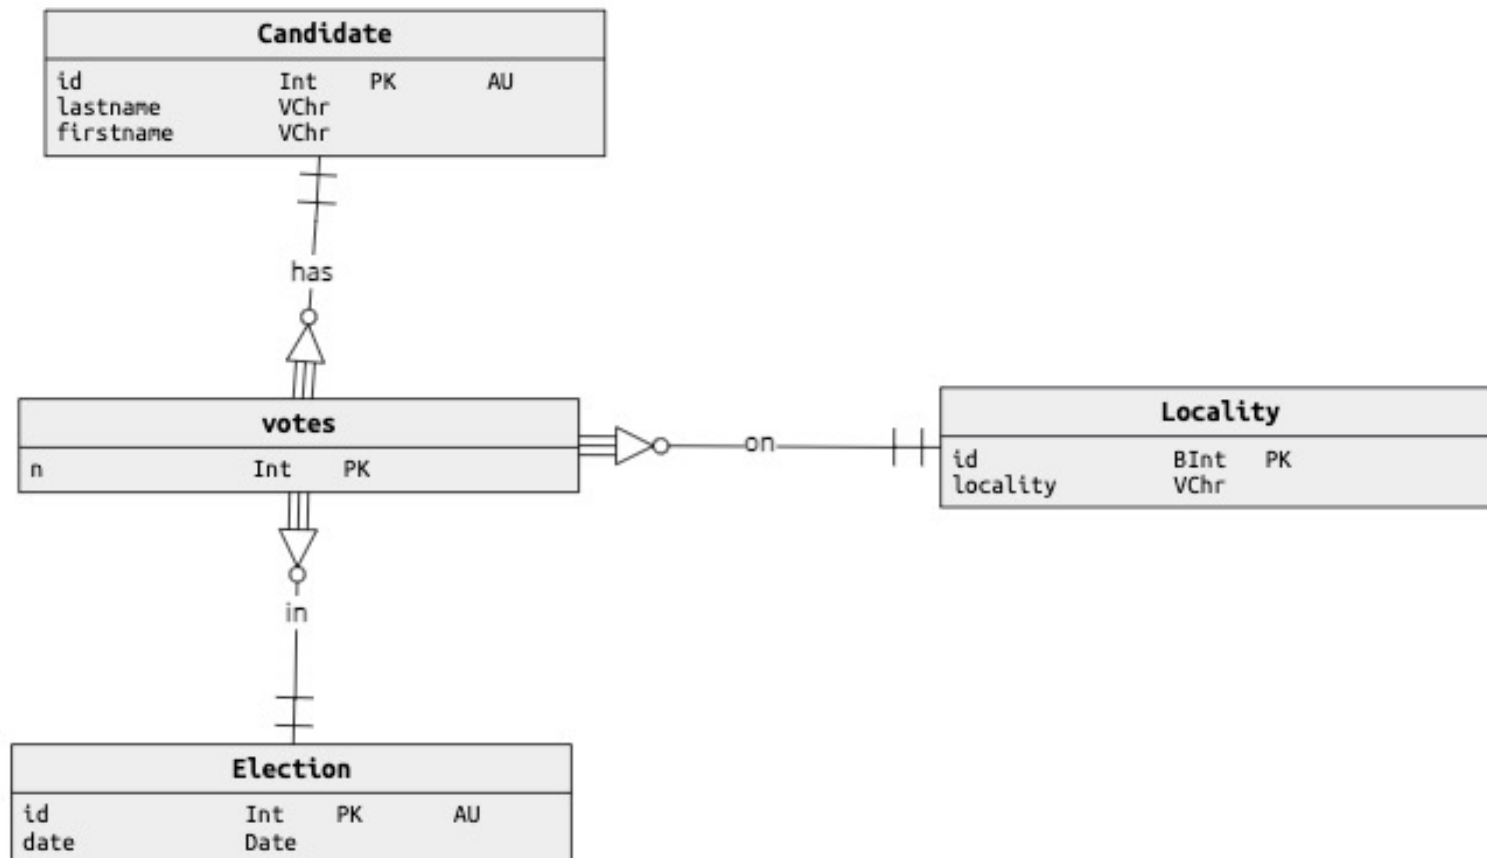 Candidate
id Int PK AU
lastname VChr
firstname VChr
has
votes
n Int PK
on
Locality
id BInt PK
locality VChr
in
Election
id Int PK AU
date Date